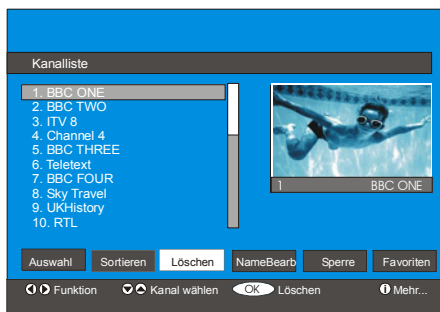 Kanalliste
1. BBC ONE
2. BBC TWO
3. ITV 8
4. Channel 4
5. BBC THREE
6. Teletext
7. BBC FOUR
8. Sky Travel
9. UKHistory
10. RTL
1 BBC ONE
Auswahl Sortieren Löschen NameBearb Sperre Favoriten
Funktion Kanal wählen OK Löschen i Mehr...